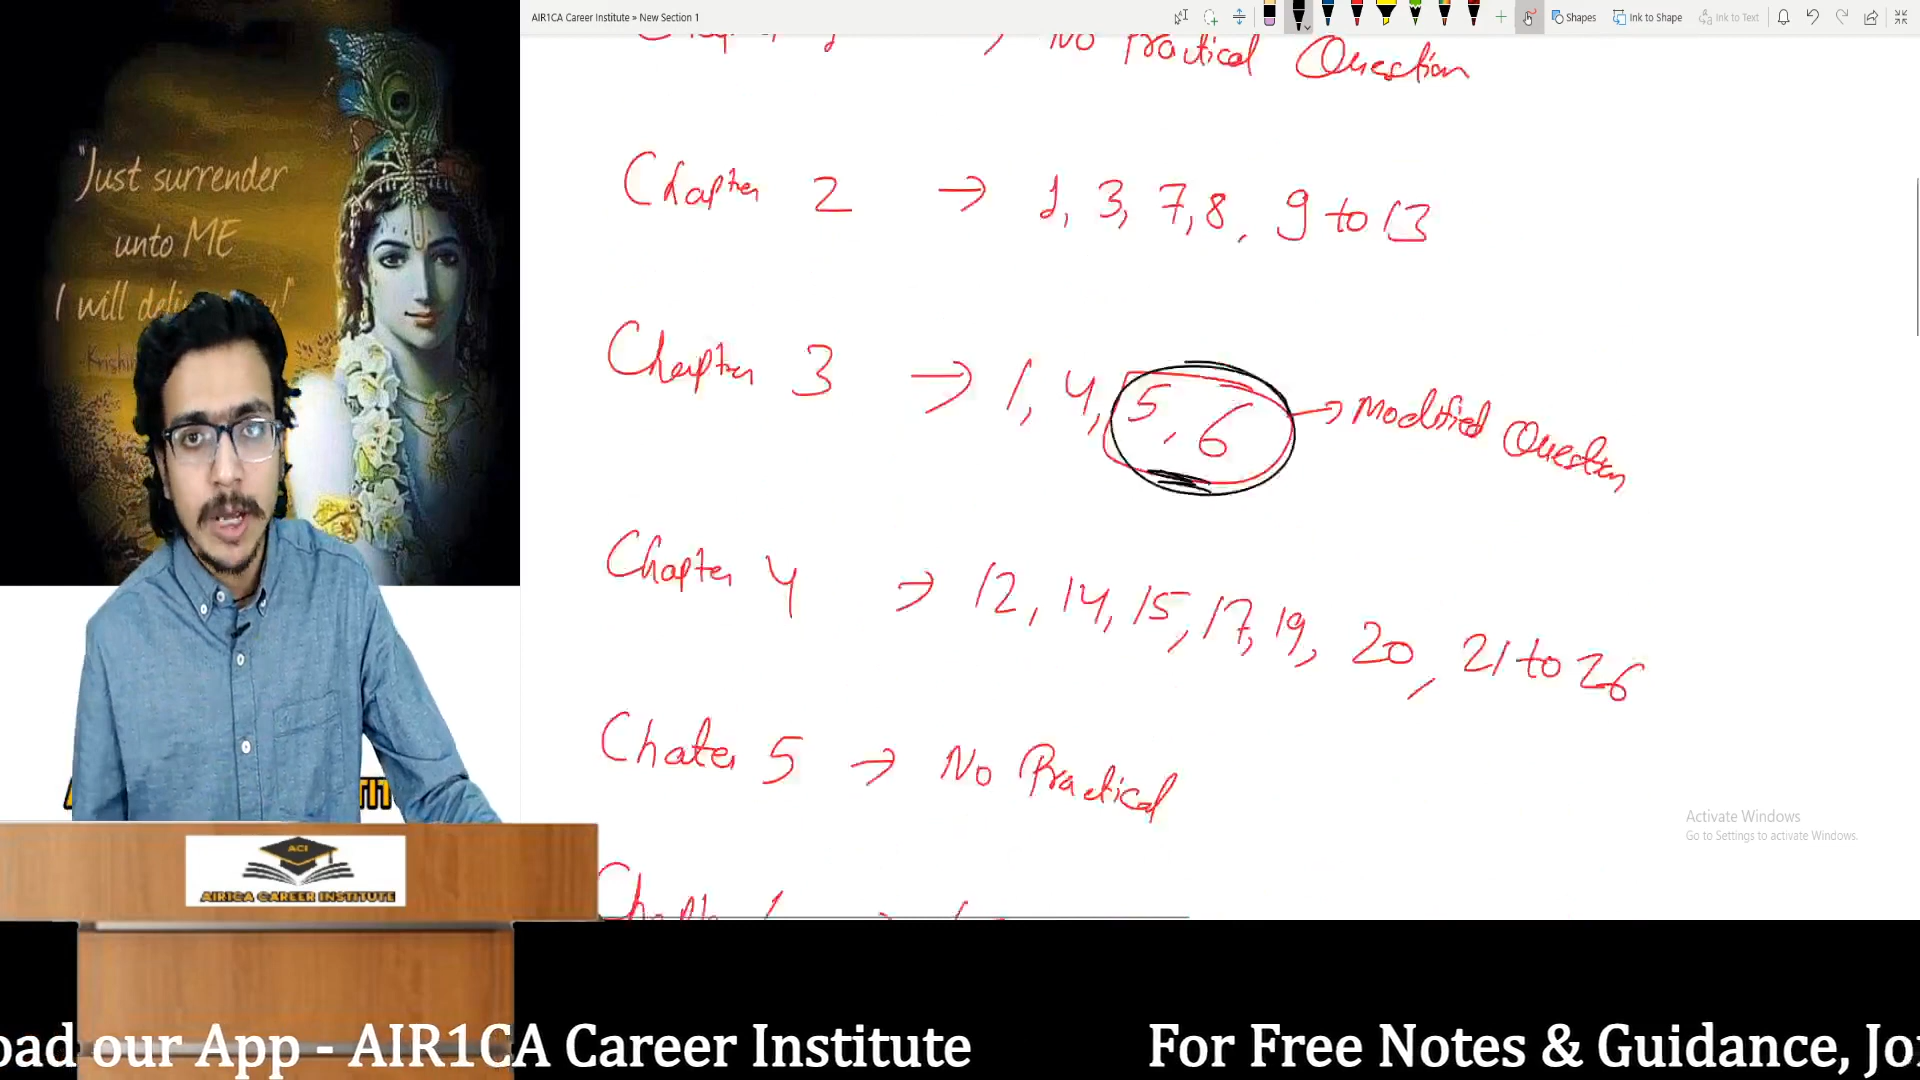 AIR1CA Career Institute » New Section 1
Shapes
Ink to Shape
Ink to Text
No Practical Question
"Just surrender
unto ME
I will
Chapter 2 → 1, 3, 7, 8, 9 to 13
Chapter 3 → 1, 4, 5, 6 → Modified Question
Chapter 4 → 12, 14, 15, 17, 19, 20, 21 to 26
Chater 5 → No Practical
Activate Windows
Go to Settings to activate Windows.
ACI
AIR1CA CAREER INSTITUTE
oad our App - AIR1CA Career Institute
For Free Notes & Guidance, Jo